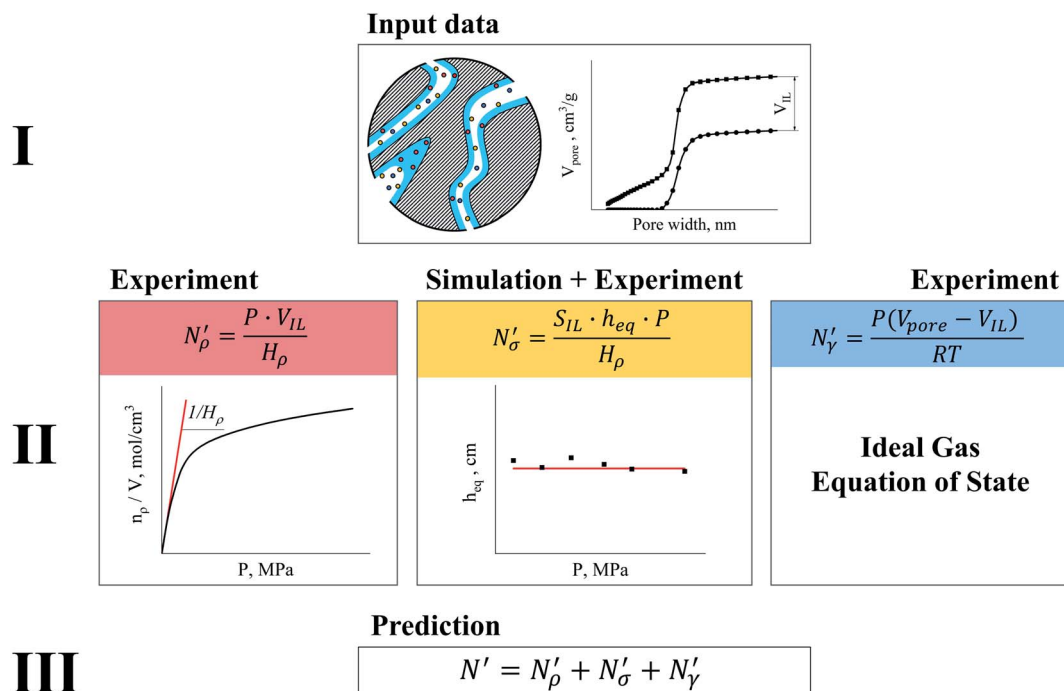 Input data
I
V_pore , cm³/g
V_IL
Pore width, nm
Experiment
Simulation + Experiment
Experiment
II
N'_ρ = P · V_IL / H_ρ
N'_σ = S_IL · h_eq · P / H_ρ
N'_γ = P(V_pore − V_IL) / RT
n_ρ / V, mol/cm³
1/H_ρ
P, MPa
h_eq , cm
P, MPa
Ideal Gas
Equation of State
Prediction
III
N' = N'_ρ + N'_σ + N'_γ